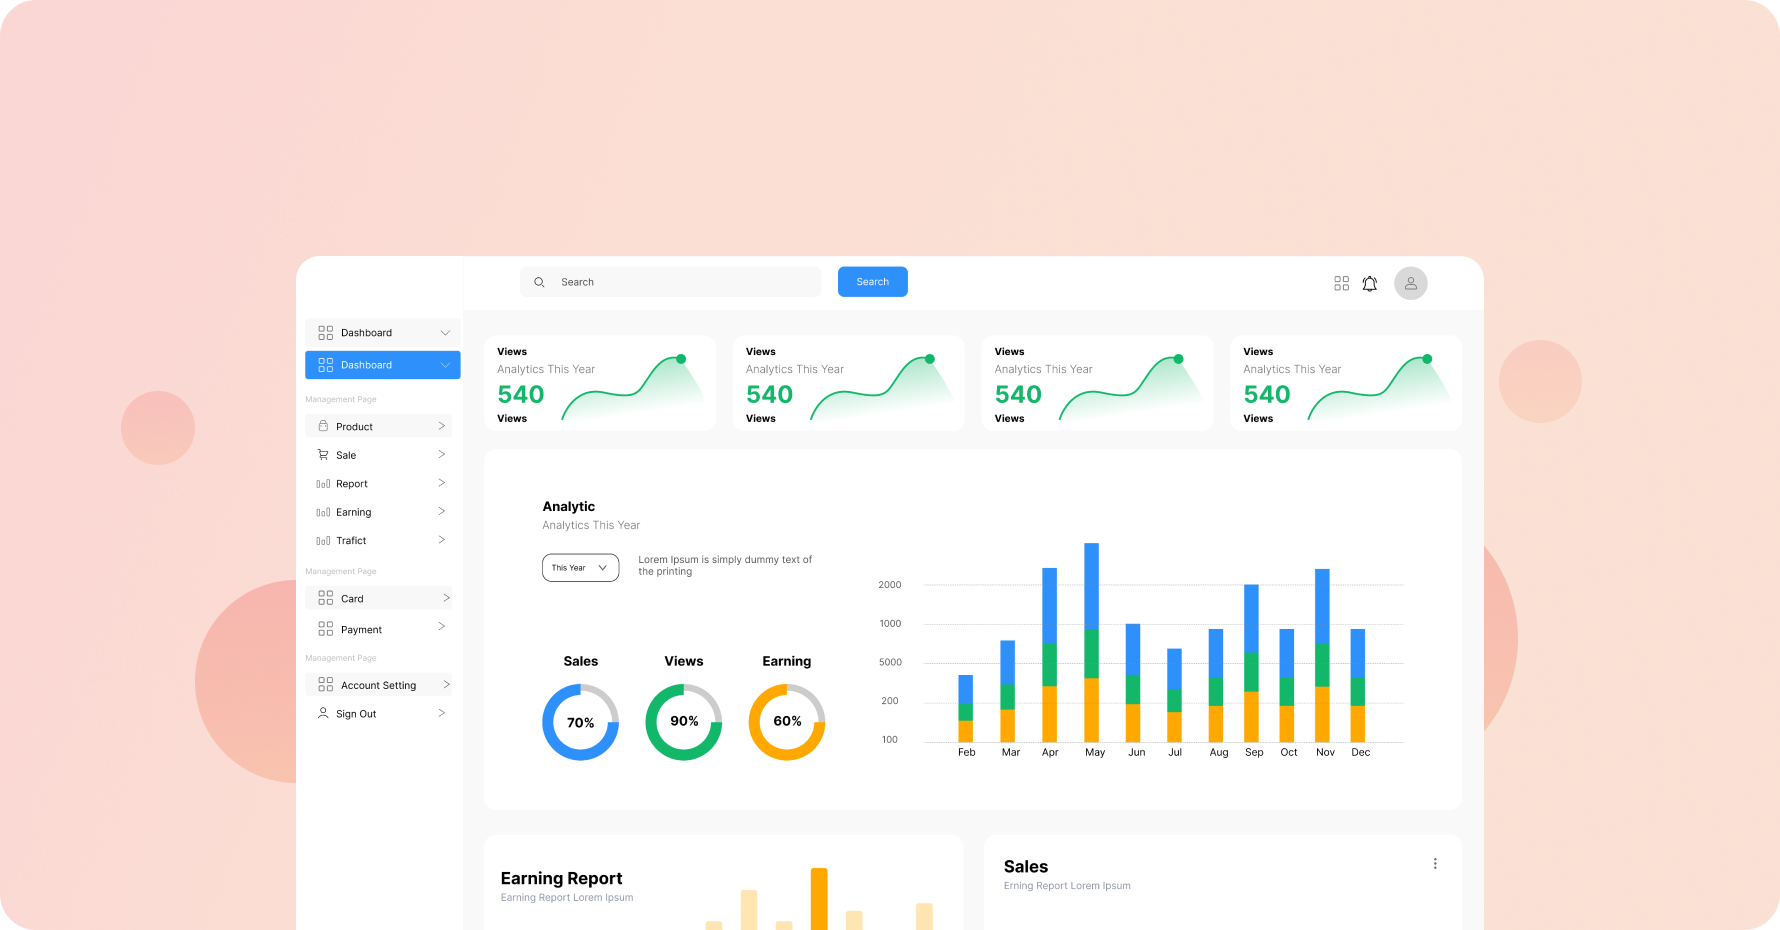 Search
Search
Dashboard
Dashboard
Management Page
Product
Sale
Report
Earning
Trafict
Management Page
Card
Payment
Management Page
Account Setting
Sign Out
Views
Analytics This Year
540
Views
Views
Analytics This Year
540
Views
Views
Analytics This Year
540
Views
Views
Analytics This Year
540
Views
Analytic
Analytics This Year
This Year
Lorem Ipsum is simply dummy text of
the printing
Sales
Views
Earning
70%
90%
60%
2000
1000
5000
200
100
Feb Mar Apr May Jun Jul Aug Sep Oct Nov Dec
Earning Report
Earning Report Lorem Ipsum
Sales
Erning Report Lorem Ipsum